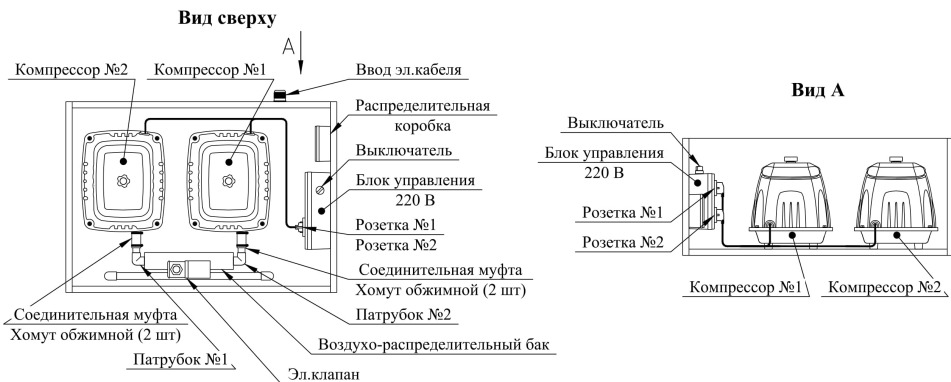 Вид сверху
А
Компрессор №2
Компрессор №1
Ввод эл.кабеля
Распределительная
коробка
Выключатель
Блок управления
220 В
Розетка №1
Розетка №2
Соединительная муфта
Хомут обжимной (2 шт)
Соединительная муфта
Хомут обжимной (2 шт)
Патрубок №2
Воздухо-распределительный бак
Патрубок №1
Эл.клапан
Вид А
Выключатель
Блок управления
220 В
Розетка №1
Розетка №2
Компрессор №1
Компрессор №2